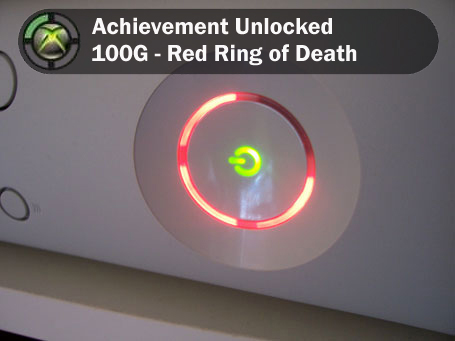 Achievement Unlocked
100G - Red Ring of Death